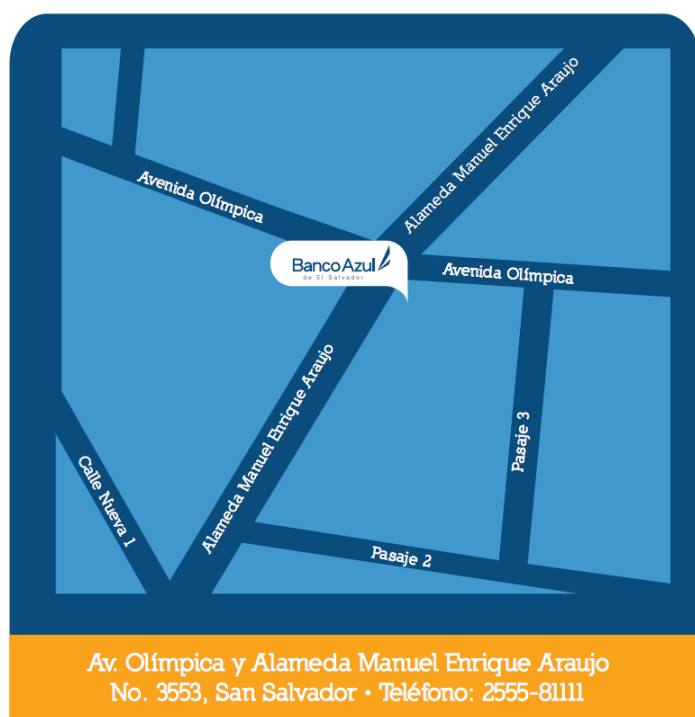 Alameda Manuel Enrique Araujo
Avenida Olímpica
Banco Azul
de El Salvador
Avenida Olímpica
Alameda Manuel Enrique Araujo
Pasaje 3
Calle Nueva 1
Pasaje 2
Av. Olímpica y Alameda Manuel Enrique Araujo
No. 3553, San Salvador • Teléfono: 2555-81111